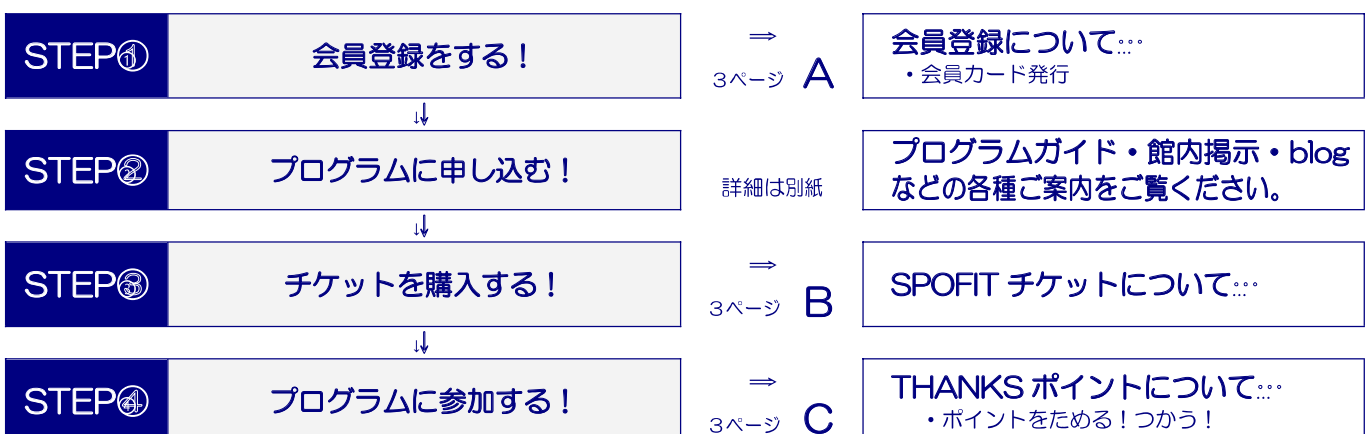 STEP① 会員登録をする！ ⇒ 会員登録について…
3ページ A ・会員カード発行
↓
STEP② プログラムに申し込む！ 詳細は別紙 プログラムガイド・館内掲示・blog
などの各種ご案内をご覧ください。
↓
STEP③ チケットを購入する！ ⇒ SPOFIT チケットについて…
3ページ B
↓
STEP④ プログラムに参加する！ ⇒ THANKS ポイントについて…
3ページ C ・ポイントをためる！つかう！